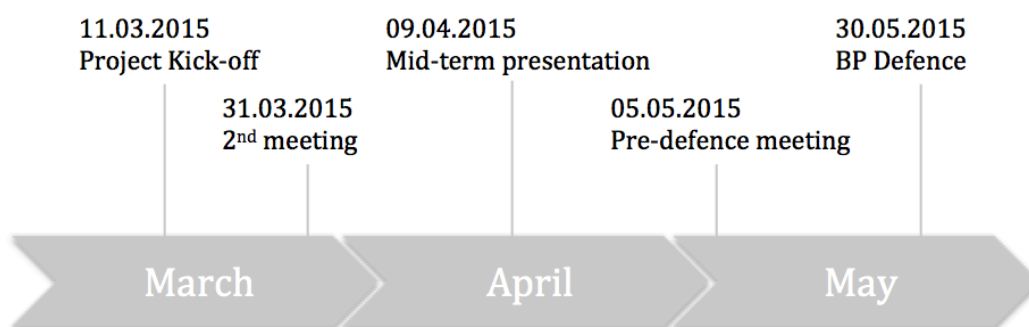 11.03.2015
Project Kick-off
09.04.2015
Mid-term presentation
30.05.2015
BP Defence
31.03.2015
2nd meeting
05.05.2015
Pre-defence meeting
March
April
May